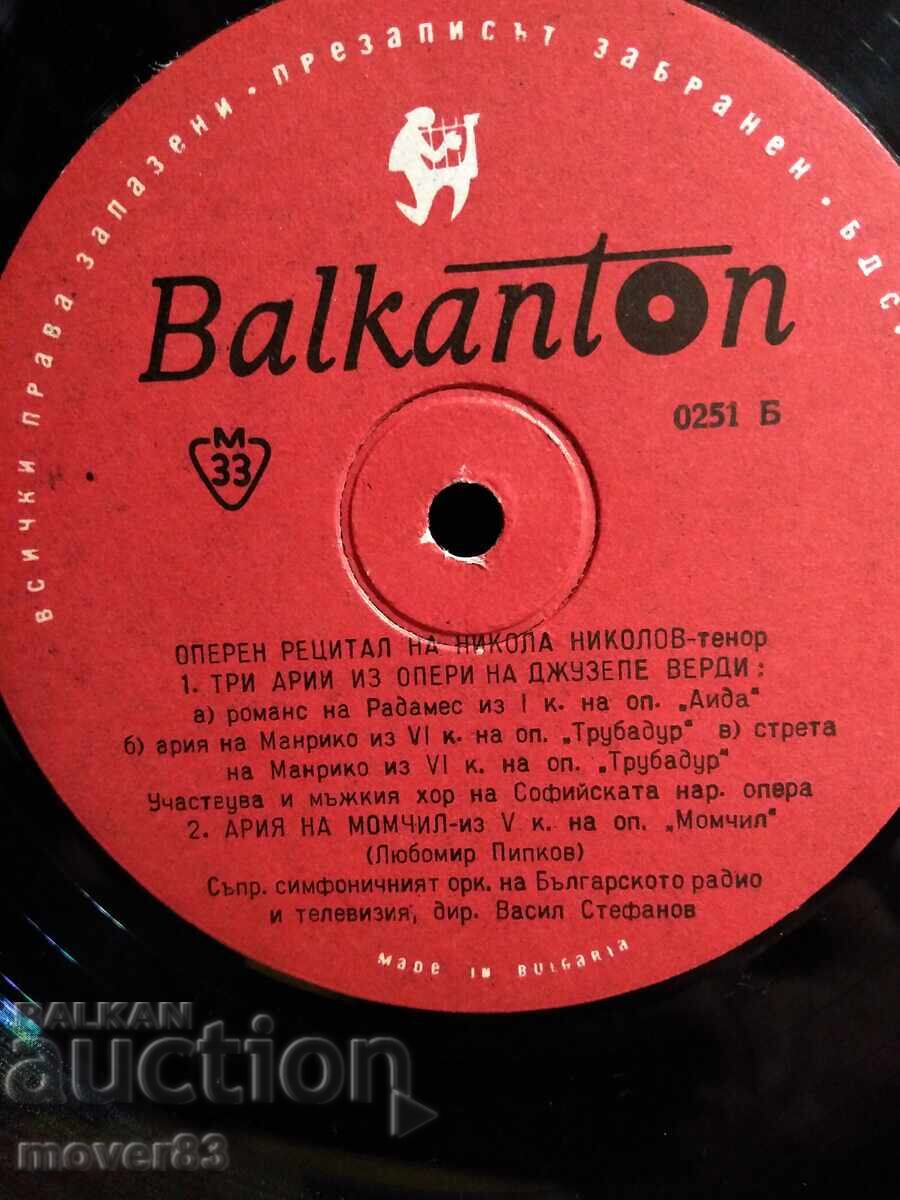 ВСИЧКИ ПРАВА ЗАПАЗЕНИ · ПРЕЗАПИСЪТ ЗАБРАНЕН · БДС
Balkanton
0251 Б
М
33
ОПЕРЕН РЕЦИТАЛ НА НИКОЛА НИКОЛОВ-тенор
1. ТРИ АРИИ ИЗ ОПЕРИ НА ДЖУЗЕПЕ ВЕРДИ:
а) романс на Радамес из I к. на оп. „Аида“
б) ария на Манрико из VI к. на оп. „Трубадур“ в) стрета
на Манрико из VI к. на оп. „Трубадур“
Участвува и мъжкия хор на Софийската нар. опера
2. АРИЯ НА МОМЧИЛ-из V к. на оп. „Момчил“
(Любомир Пипков)
Съпр. симфоничният орк. на Българското радио
и телевизия, дир. Васил Стефанов
MADE IN BULGARIA
BALKAN
auction
mover83